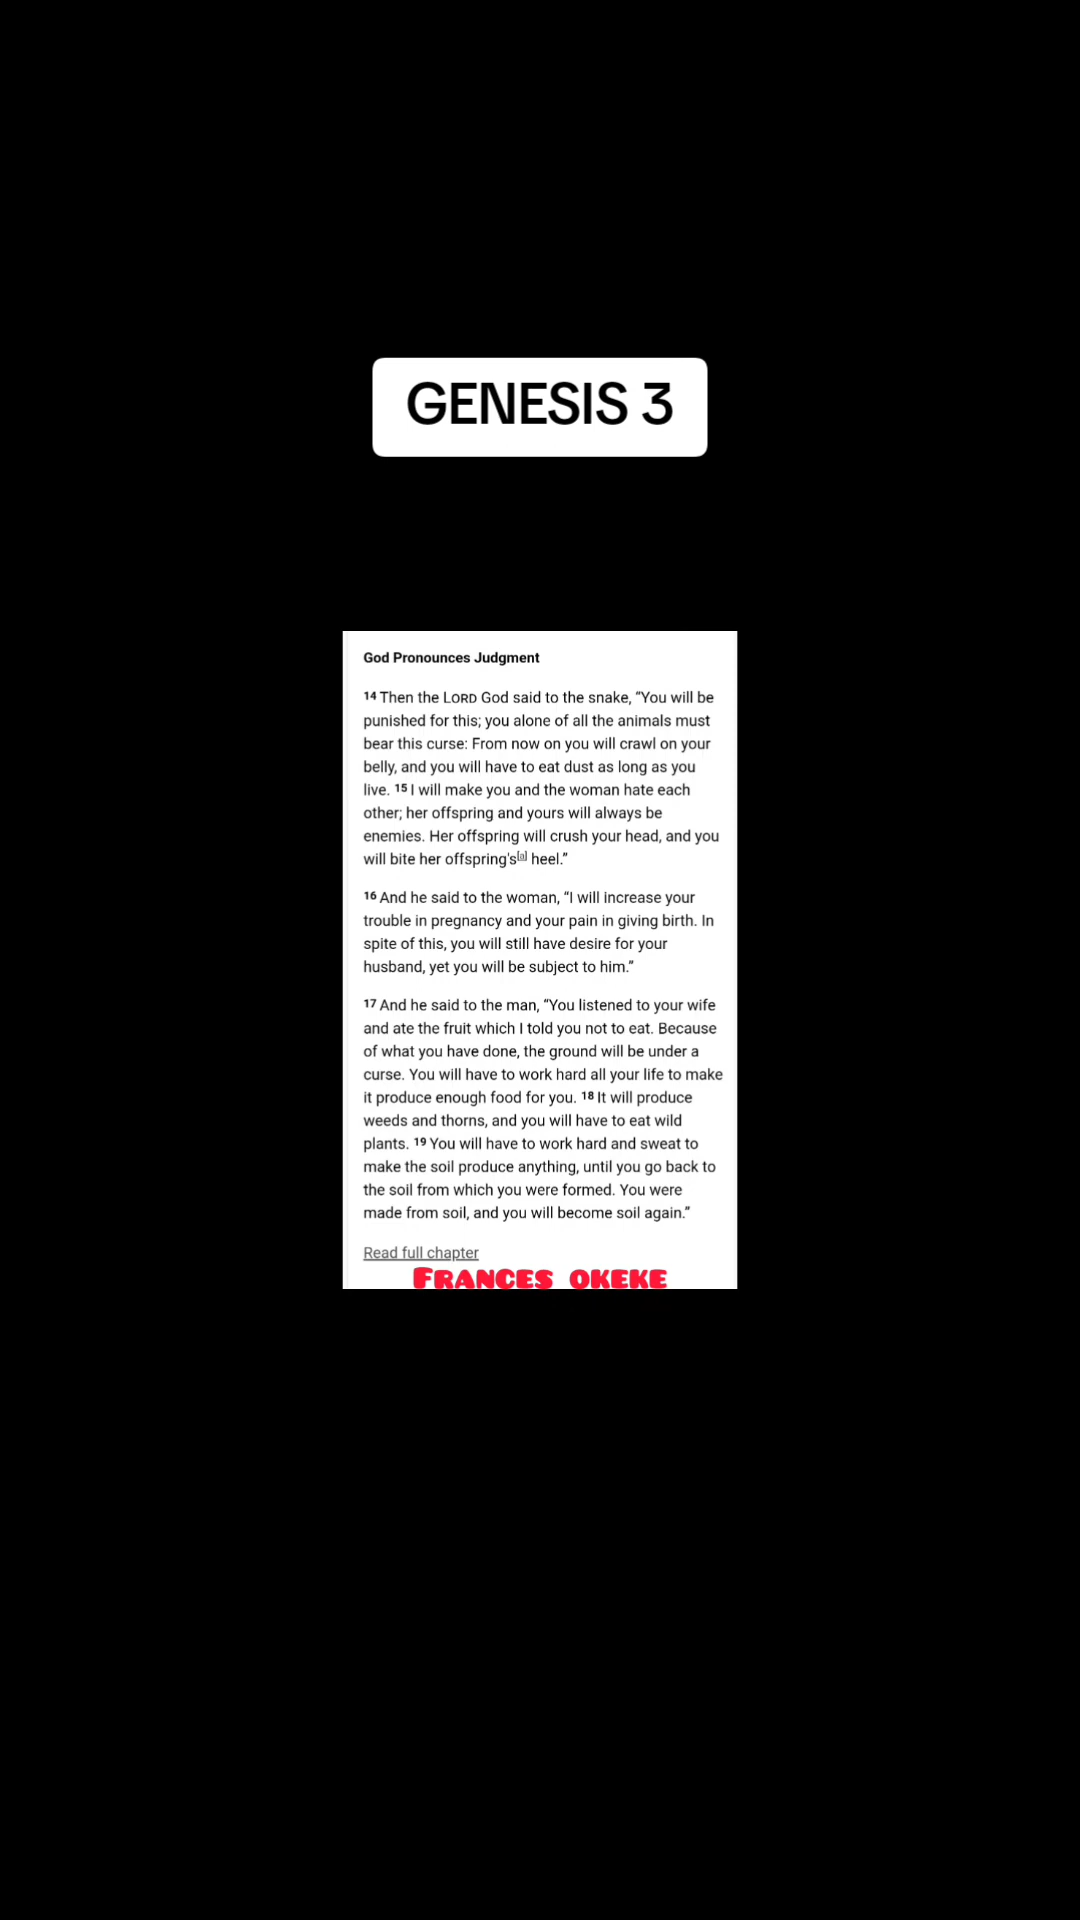 GENESIS 3
God Pronounces Judgment
14 Then the LORD God said to the snake, “You will be
punished for this; you alone of all the animals must
bear this curse: From now on you will crawl on your
belly, and you will have to eat dust as long as you
live. 15 I will make you and the woman hate each
other; her offspring and yours will always be
enemies. Her offspring will crush your head, and you
will bite her offspring's[a] heel.”
16 And he said to the woman, “I will increase your
trouble in pregnancy and your pain in giving birth. In
spite of this, you will still have desire for your
husband, yet you will be subject to him.”
17 And he said to the man, “You listened to your wife
and ate the fruit which I told you not to eat. Because
of what you have done, the ground will be under a
curse. You will have to work hard all your life to make
it produce enough food for you. 18 It will produce
weeds and thorns, and you will have to eat wild
plants. 19 You will have to work hard and sweat to
make the soil produce anything, until you go back to
the soil from which you were formed. You were
made from soil, and you will become soil again.”
Read full chapter
FRANCES OKEKE